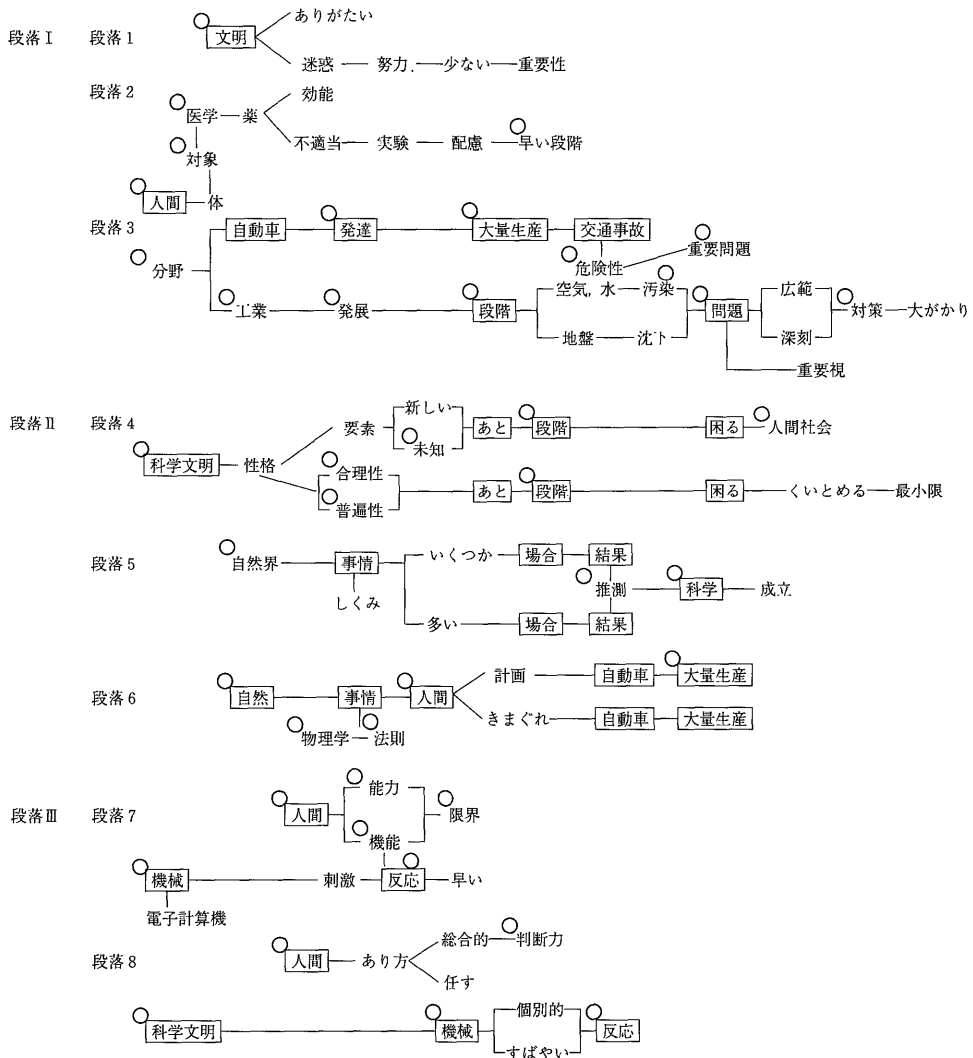 ありがたい
段落Ⅰ 段落1 文明
迷惑 努力 少ない 重要性
段落2 効能
医学 薬
不適当 実験 配慮 早い段階
対象
人間 体
段落3 自動車 発達 大量生産 交通事故
重要問題
分野 危険性
空気,水 汚染 広範
工業 発展 段階 問題 対策 大がかり
地盤 沈下 深刻
重要視
新しい
段落Ⅱ 段落4 要素 あと 段階 困る 人間社会
未知
科学文明 性格 合理性
あと 段階 困る くいとめる 最小限
普遍性
いくつか 場合 結果
段落5 自然界 事情
推測 科学 成立
しくみ
多い 場合 結果
計画 自動車 大量生産
段落6 自然 事情 人間
きまぐれ 自動車 大量生産
物理学 法則
能力
段落Ⅲ 段落7 人間 限界
機能
機械 刺激 反応 早い
電子計算機
総合的 判断力
段落8 人間 あり方
任す
個別的
科学文明 機械 反応
すばやい